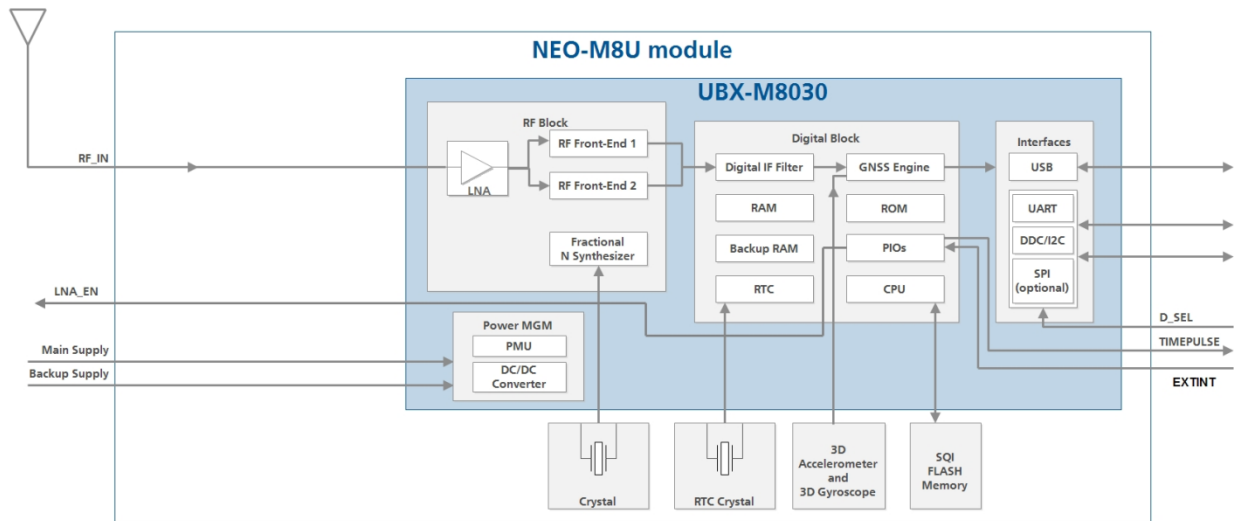 NEO-M8U module
UBX-M8030
RF Block
RF Front-End 1
RF Front-End 2
LNA
Fractional
N Synthesizer
Digital Block
Digital IF Filter
GNSS Engine
RAM
ROM
Backup RAM
PIOs
RTC
CPU
Interfaces
USB
UART
DDC/I2C
SPI
(optional)
RF_IN
LNA_EN
Main Supply
Backup Supply
Power MGM
PMU
DC/DC
Converter
D_SEL
TIMEPULSE
EXTINT
Crystal
RTC Crystal
3D
Accelerometer
and
3D Gyroscope
SQI
FLASH
Memory